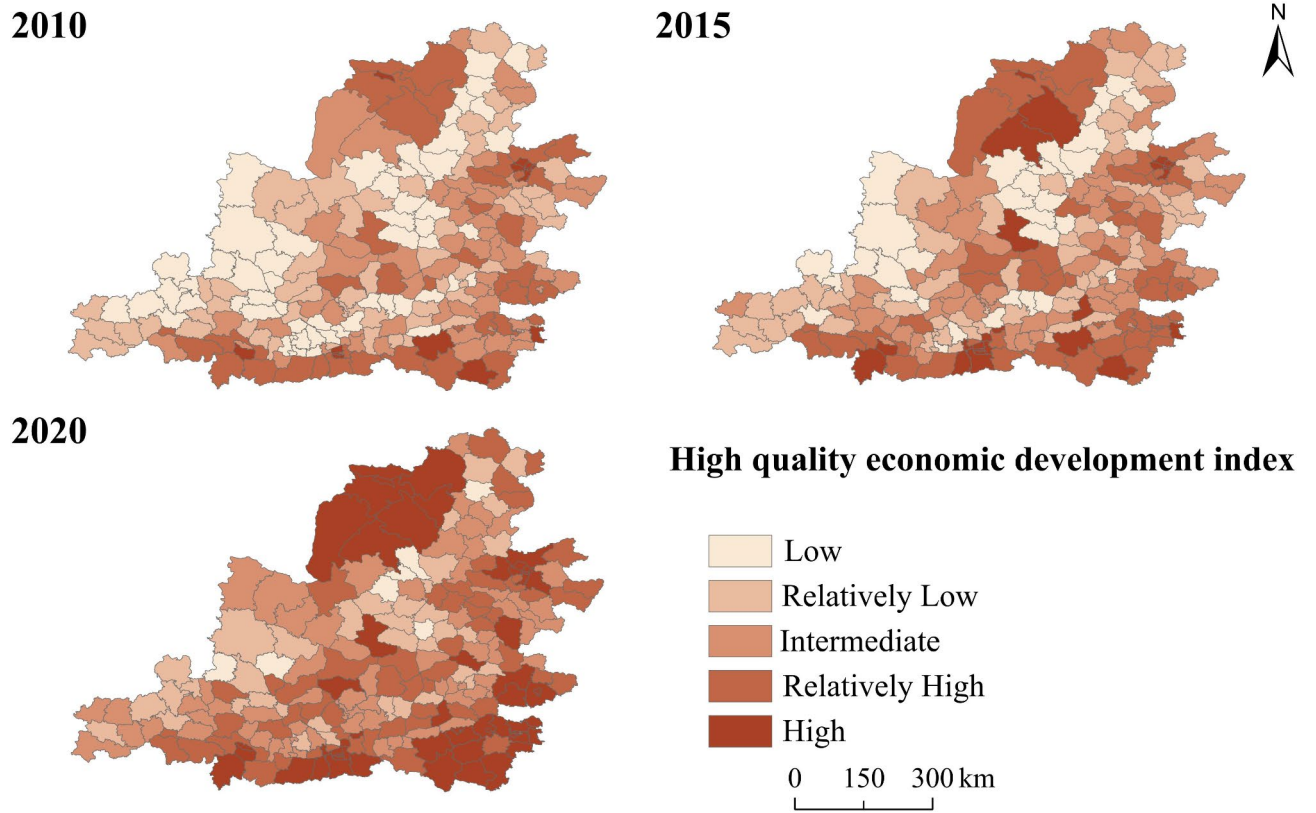 2010
2015
N
2020
High quality economic development index
Low
Relatively Low
Intermediate
Relatively High
High
0 150 300 km